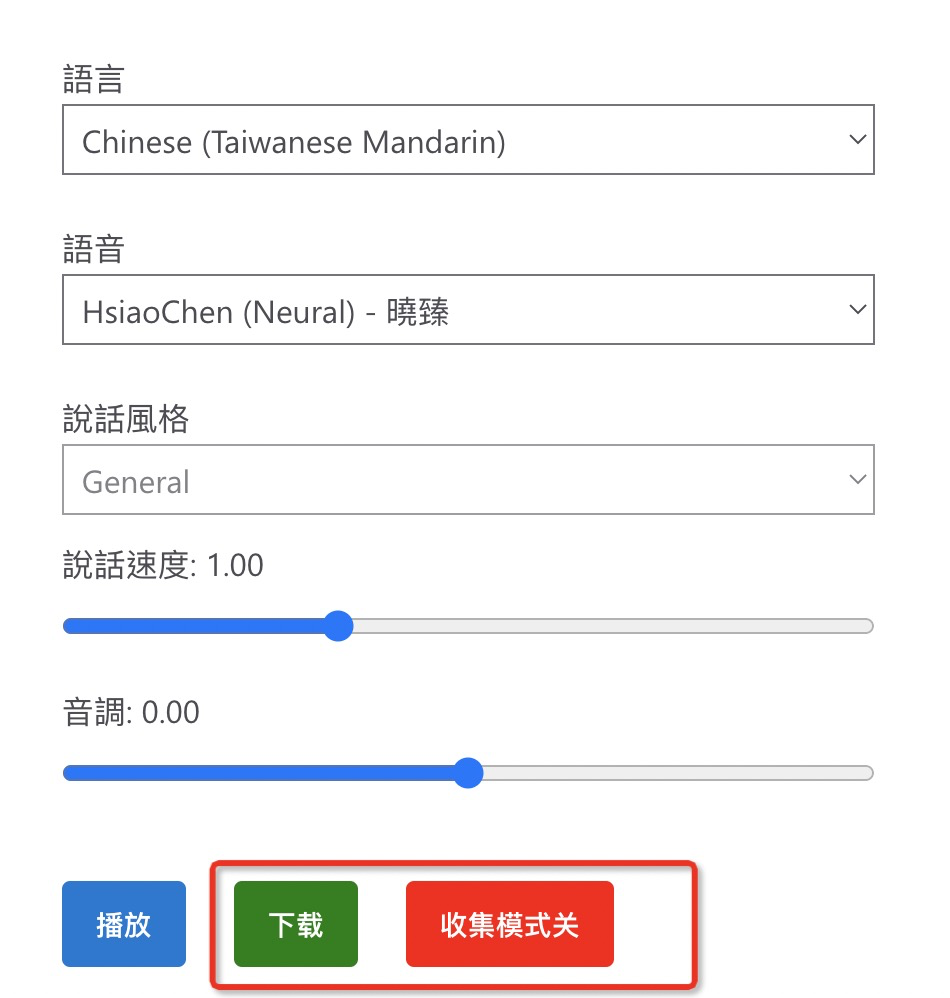 語言
Chinese (Taiwanese Mandarin)
語音
HsiaoChen (Neural) - 曉臻
說話風格
General
說話速度: 1.00
音調: 0.00
播放 下载 收集模式关